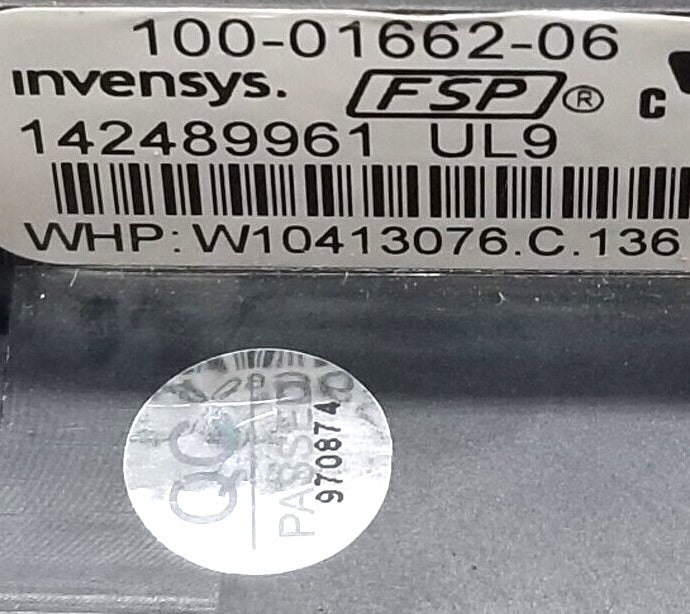 100-01662-06
invensys. FSP® C
142489961 UL9
WHP: W10413076.C.136
QC
PASSED
970874